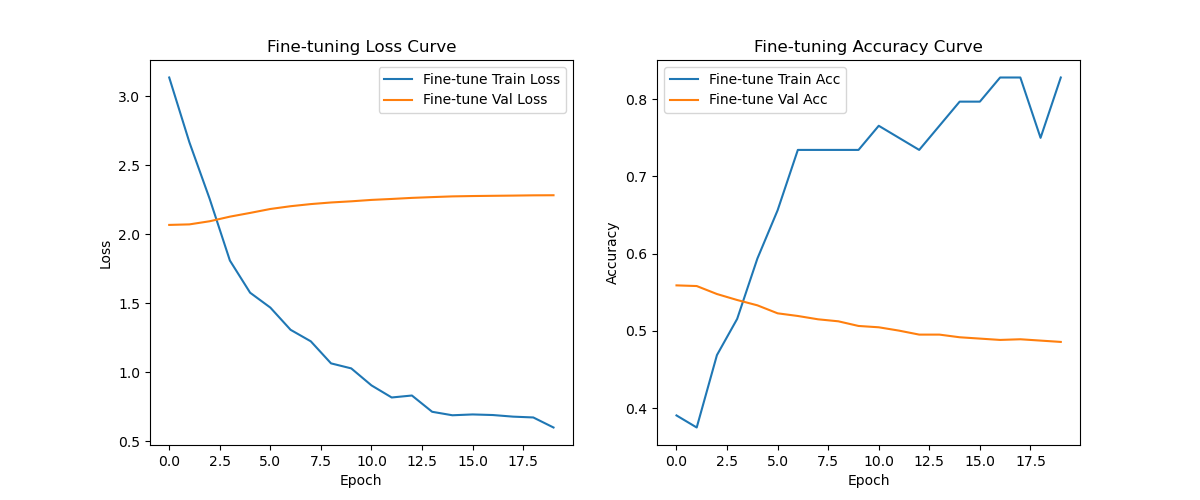 Fine-tuning Loss Curve
Fine-tune Train Loss
Fine-tune Val Loss
3.0
2.5
2.0
1.5
1.0
0.5
Loss
0.0 2.5 5.0 7.5 10.0 12.5 15.0 17.5
Epoch
Fine-tuning Accuracy Curve
Fine-tune Train Acc
Fine-tune Val Acc
0.8
0.7
0.6
0.5
0.4
Accuracy
0.0 2.5 5.0 7.5 10.0 12.5 15.0 17.5
Epoch